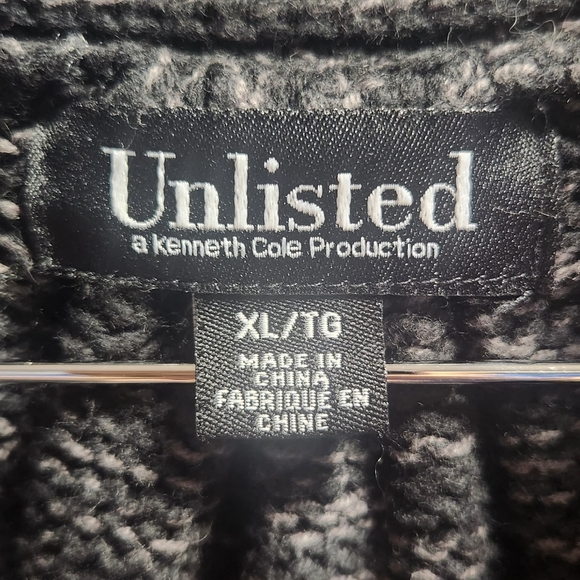 Unlisted
a Kenneth Cole Production
XL/TG
MADE IN
CHINA
FABRIQUE EN
CHINE